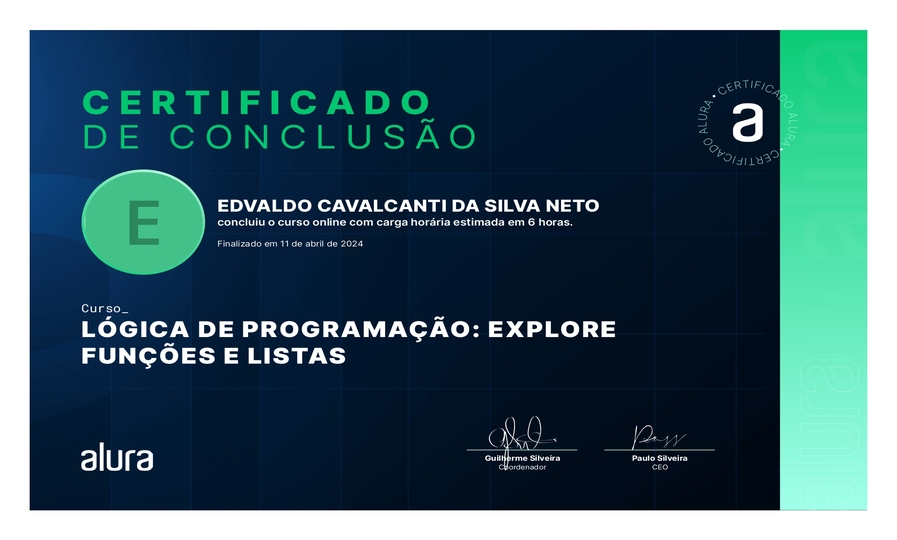 CERTIFICADO
DE CONCLUSÃO
CERTIFICADO ALURA • CERTIFICADO ALURA •
a
E
EDVALDO CAVALCANTI DA SILVA NETO
concluiu o curso online com carga horária estimada em 6 horas.
Finalizado em 11 de abril de 2024
Curso_
LÓGICA DE PROGRAMAÇÃO: EXPLORE
FUNÇÕES E LISTAS
alura
Guilherme Silveira
Coordenador
Paulo Silveira
CEO
alura
alura